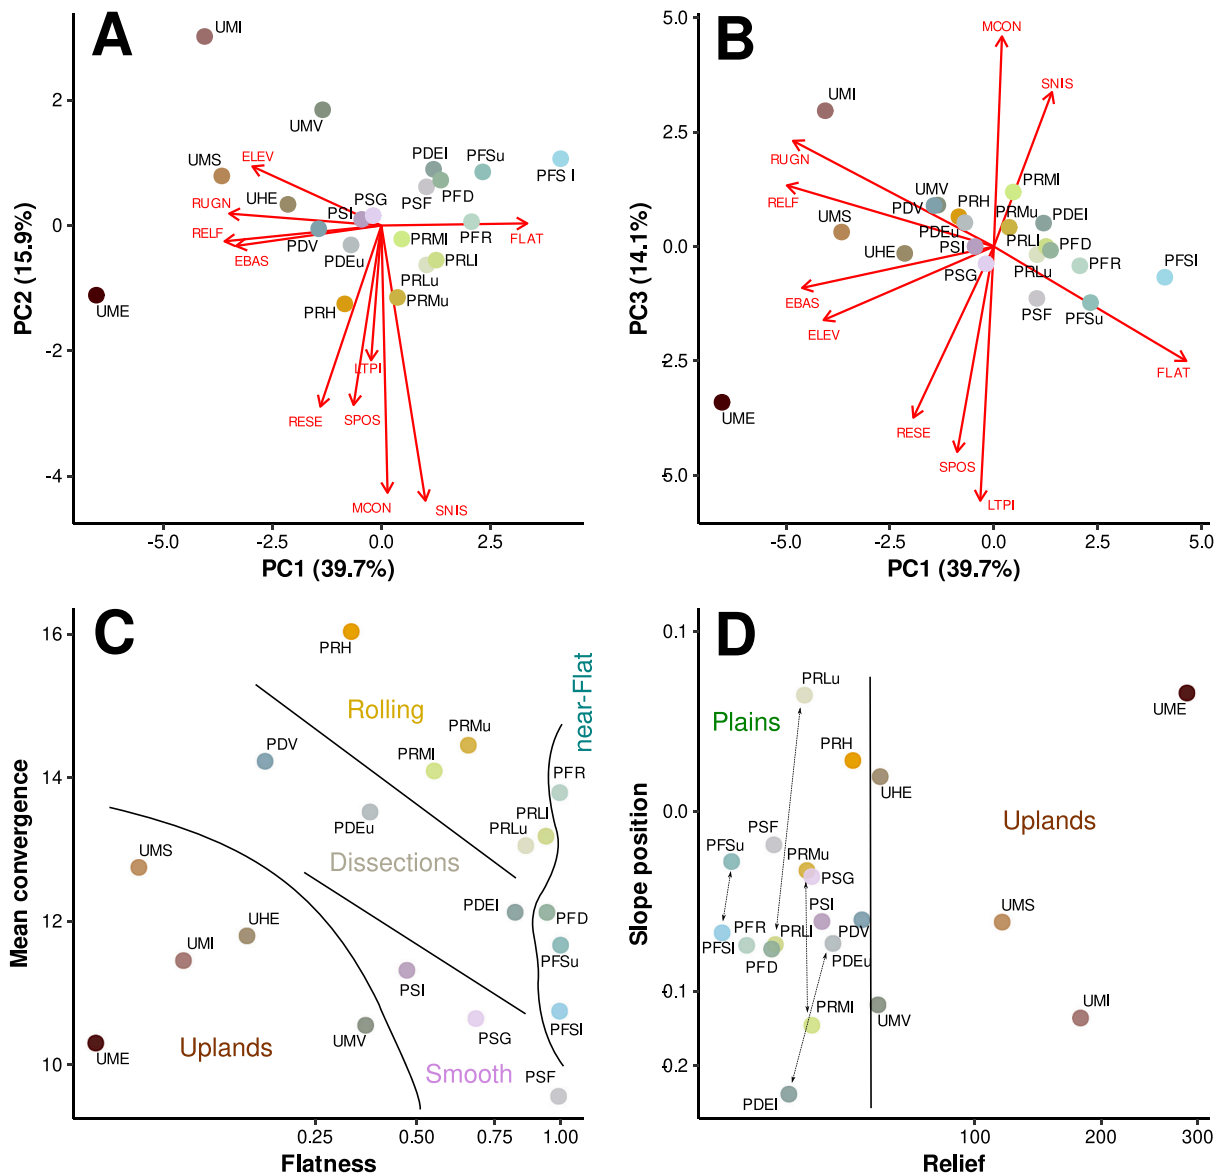 A
UMI
UMV
UMS
ELEV
RUGN
UHE
PSI
PSG
PDEI
PSF
PFD
PFSu
PFS I
RELF
EBAS
PDV
PDEu
PRMI
PRLI
PFR
FLAT
UME
PRH
PRLu
PRMu
LTPI
RESE
SPOS
MCON
SNIS
2
0
-2
-4
-5.0
-2.5
0.0
2.5
PC2 (15.9%)
PC1 (39.7%)
B
MCON
SNIS
UMI
RUGN
RELF
UMV
PDV
PRH
PRMI
PRMu
PDEI
UMS
PDEu
UHE
PSI
PRLI
PFD
PSG
PRLu
PFR
PFSI
EBAS
ELEV
PSF
PFSu
FLAT
UME
RESE
SPOS
LTPI
5.0
2.5
0.0
2.5
5.0
-5.0
-2.5
0.0
2.5
5.0
PC3 (14.1%)
PC1 (39.7%)
C
PRH
Rolling
near-Flat
PDV
PRMu
PRMI
PFR
PDEu
PRLI
PRLu
Dissections
UMS
PDEI
PFD
UHE
UMI
PFSu
PSI
UME
Uplands
UMV
PSG
PFSI
Smooth
PSF
16
14
12
10
0.25
0.50
0.75
1.00
Mean convergence
Flatness
D
PRLu
Plains
UME
PRH
UHE
Uplands
PSF
PFSu
PRMu
PSG
PSI
UMS
PFSI
PFR
PFD
PRLI
PDV
PDEu
PRMI
UMV
UMI
PDEI
0.1
0.0
0.1
-0.2
100
200
300
Slope position
Relief